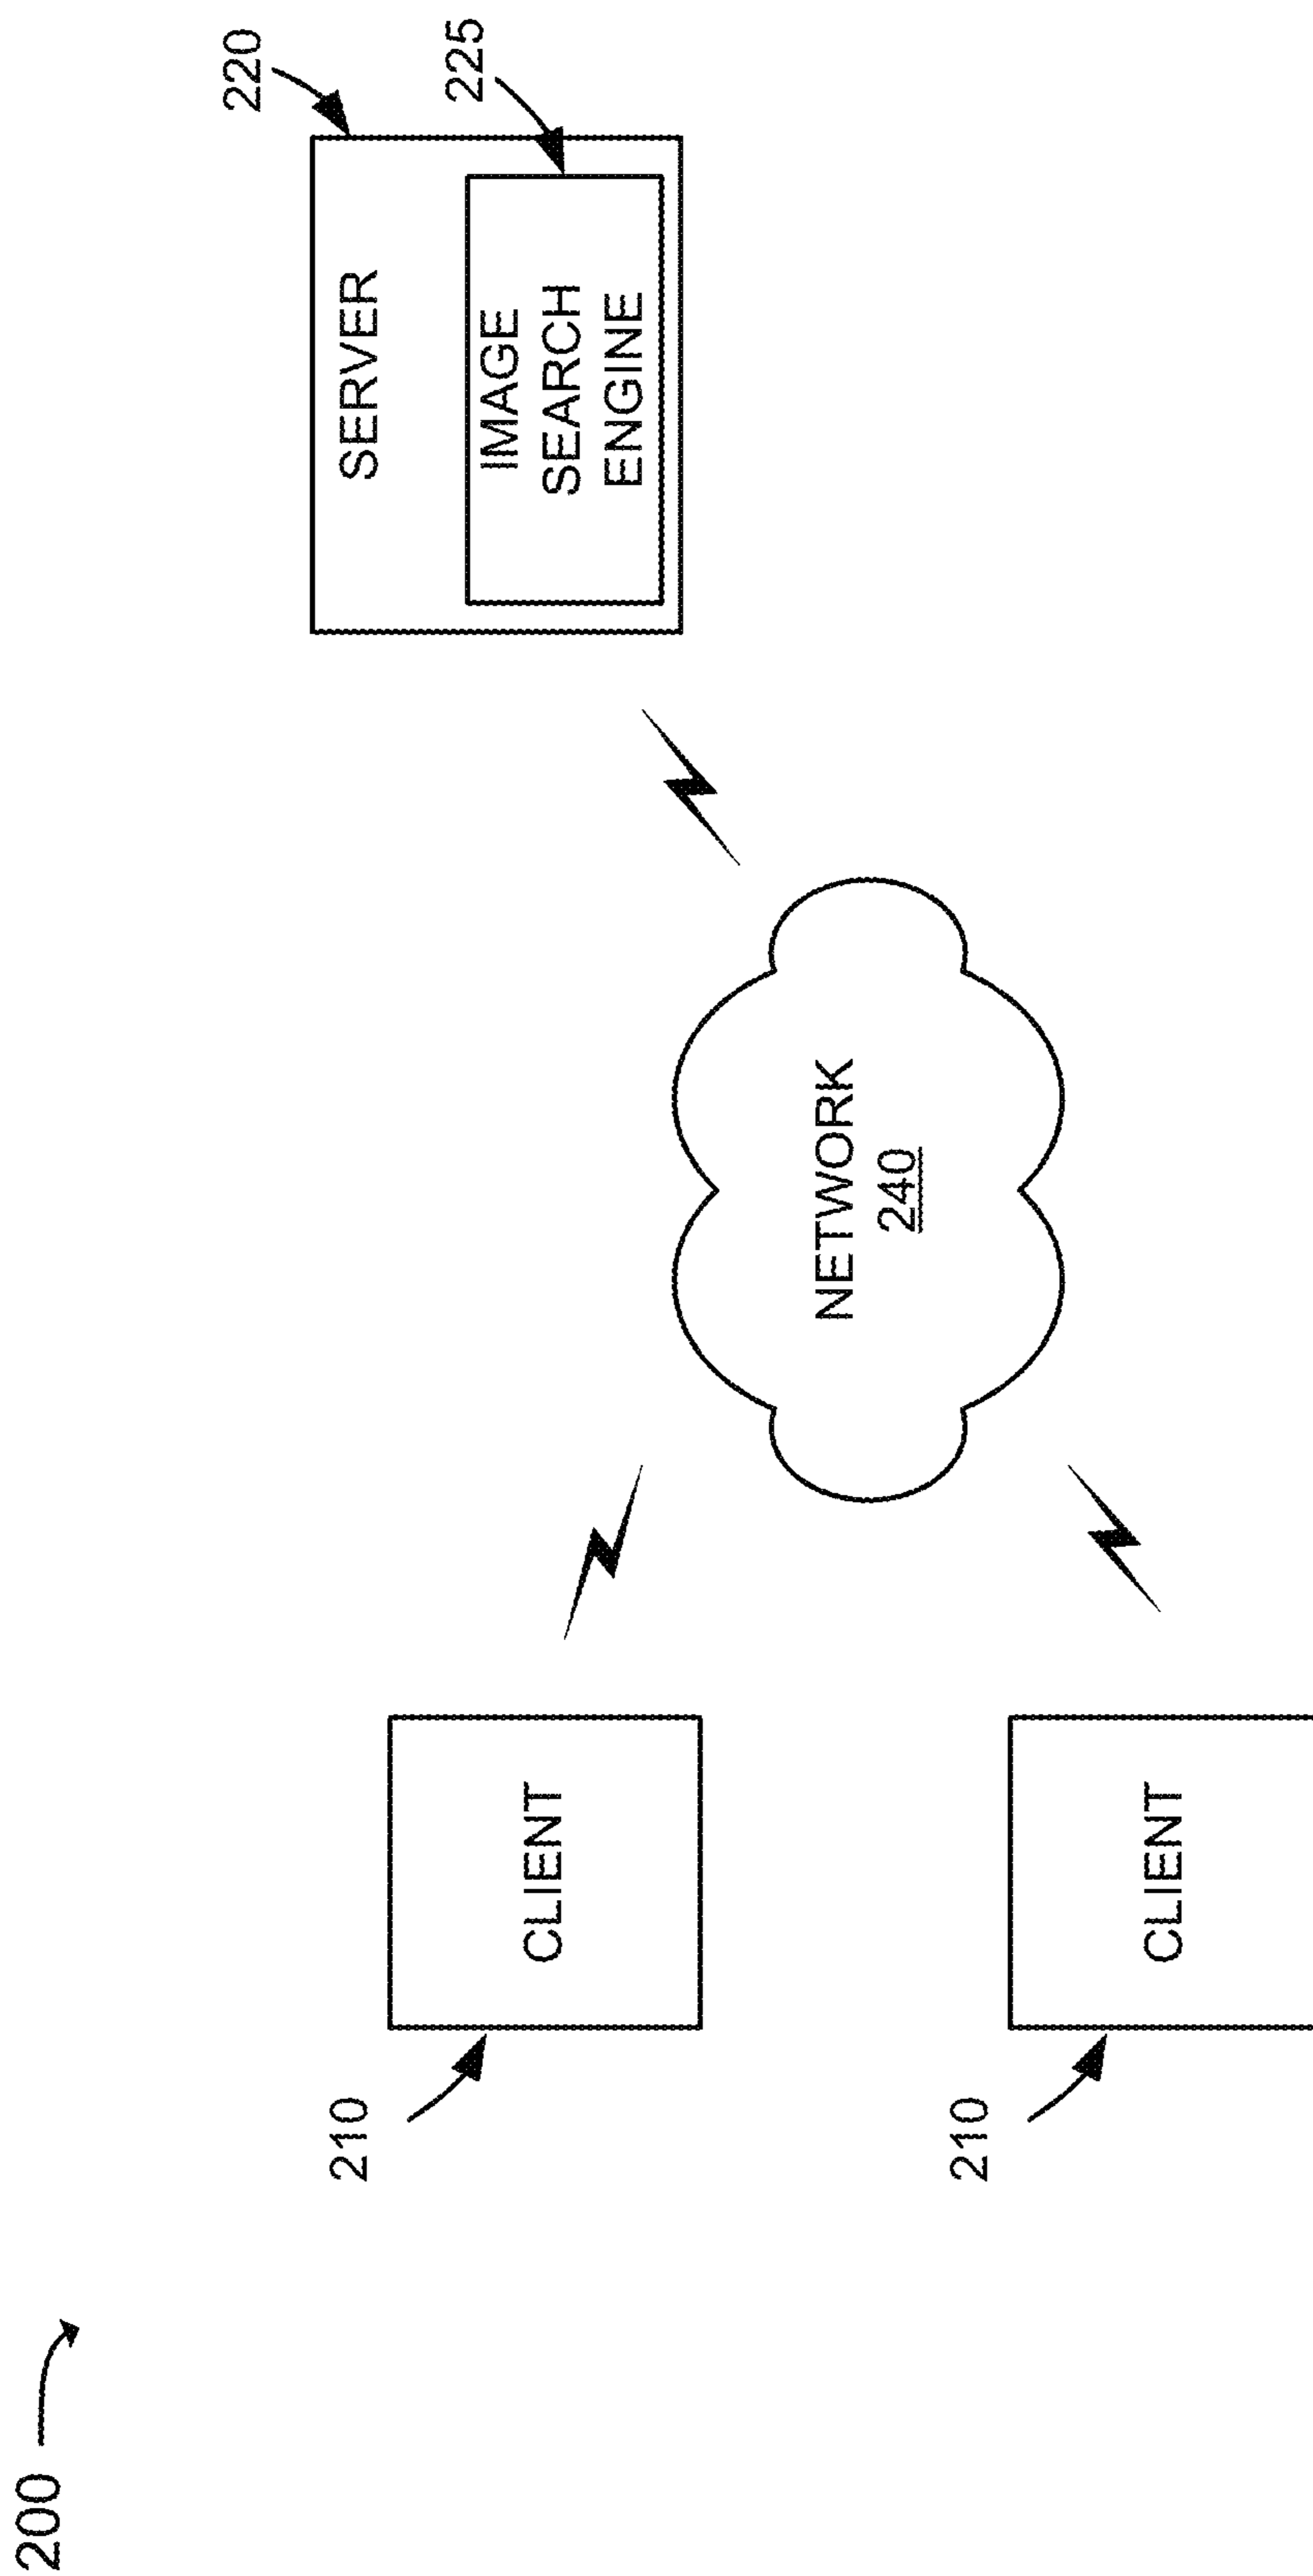 200
210
CLIENT
210
CLIENT
NETWORK
240
220
SERVER
225
IMAGE
SEARCH
ENGINE